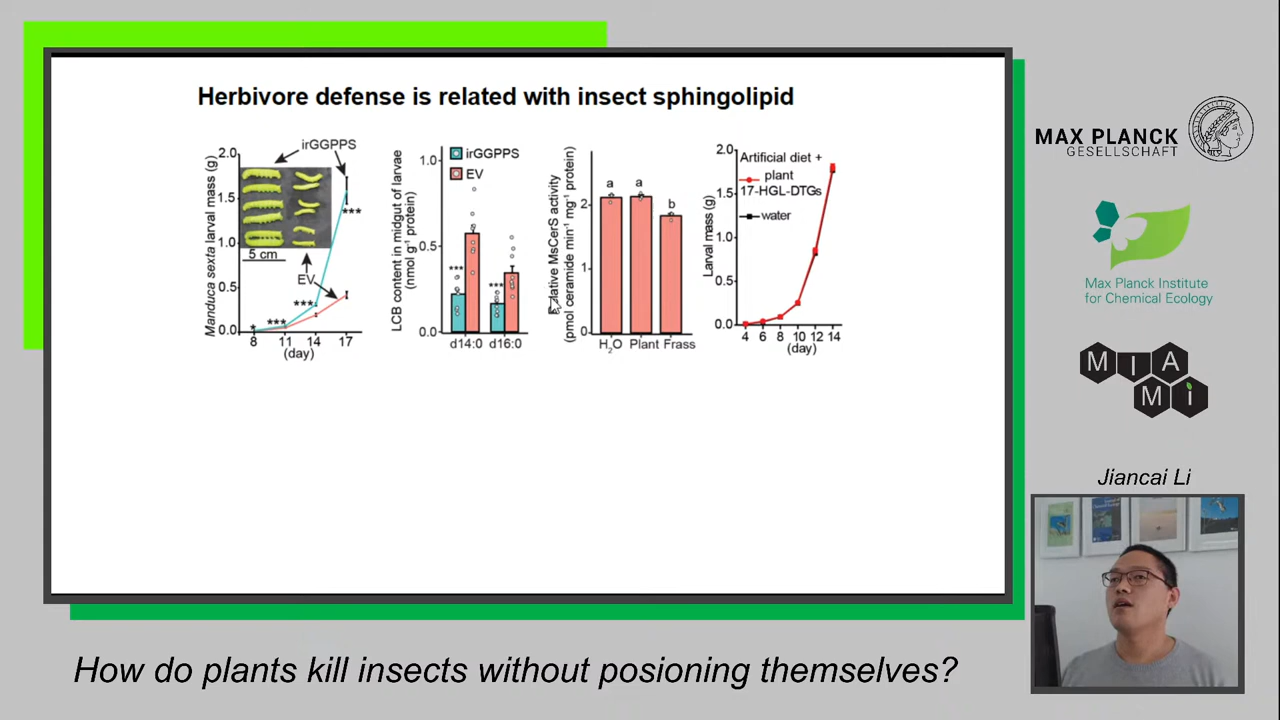 Herbivore defense is related with insect sphingolipid
Manduca sexta larval mass (g)
2.0
1.5
1.0
0.5
0.0
irGGPPS
5 cm
EV
***
***
***
*
8 11 14 17
(day)
LCB content in midgut of larvae
(nmol g-1 protein)
1.0
0.5
0.0
irGGPPS
EV
***
***
d14:0 d16:0
lative MsCerS activity
(pmol ceramide min-1 mg-1 protein)
2
1
0
a a b
H2O Plant Frass
Larval mass (g)
2.0
1.5
1.0
0.5
0.0
Artificial diet +
plant
17-HGL-DTGs
water
4 6 8 10 12 14
(day)
MAX PLANCK
GESELLSCHAFT
Max Planck Institute
for Chemical Ecology
M I A
M i
Jiancai Li
How do plants kill insects without posioning themselves?